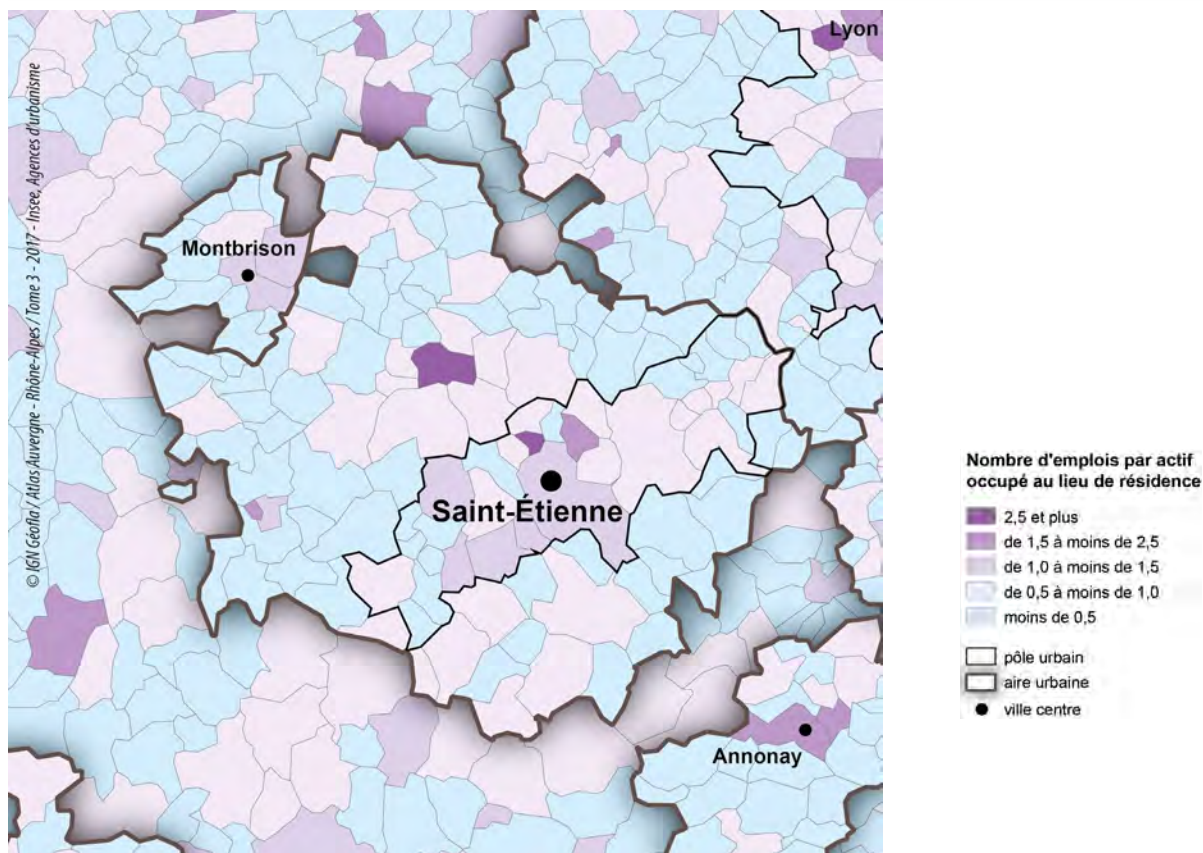 Lyon
© IGN Géofla / Atlas Auvergne - Rhône-Alpes / Tome 3 - 2017 - Insee, Agences d'urbanisme
Montbrison
Saint-Étienne
Annonay
Nombre d'emplois par actif
occupé au lieu de résidence
2,5 et plus
de 1,5 à moins de 2,5
de 1,0 à moins de 1,5
de 0,5 à moins de 1,0
moins de 0,5
pôle urbain
aire urbaine
ville centre